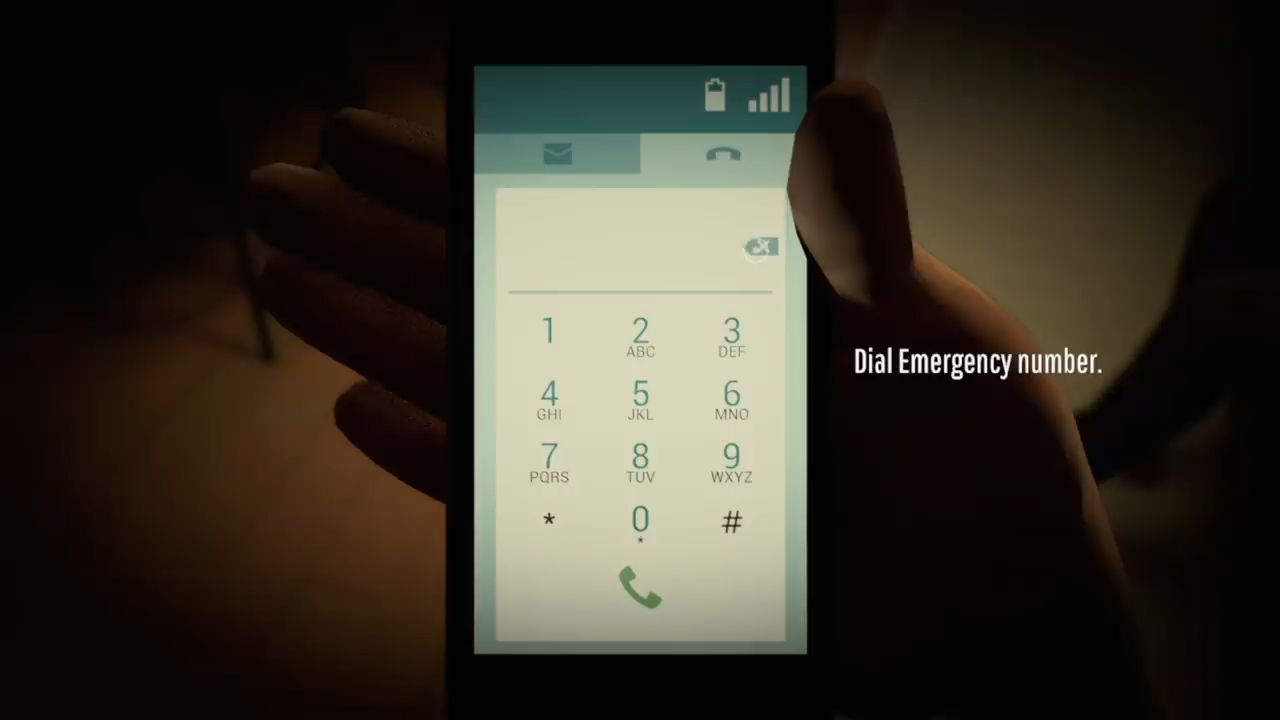 1 2 3
ABC DEF
4 5 6
GHI JKL MNO
7 8 9
PQRS TUV WXYZ
* 0 #
*
Dial Emergency number.